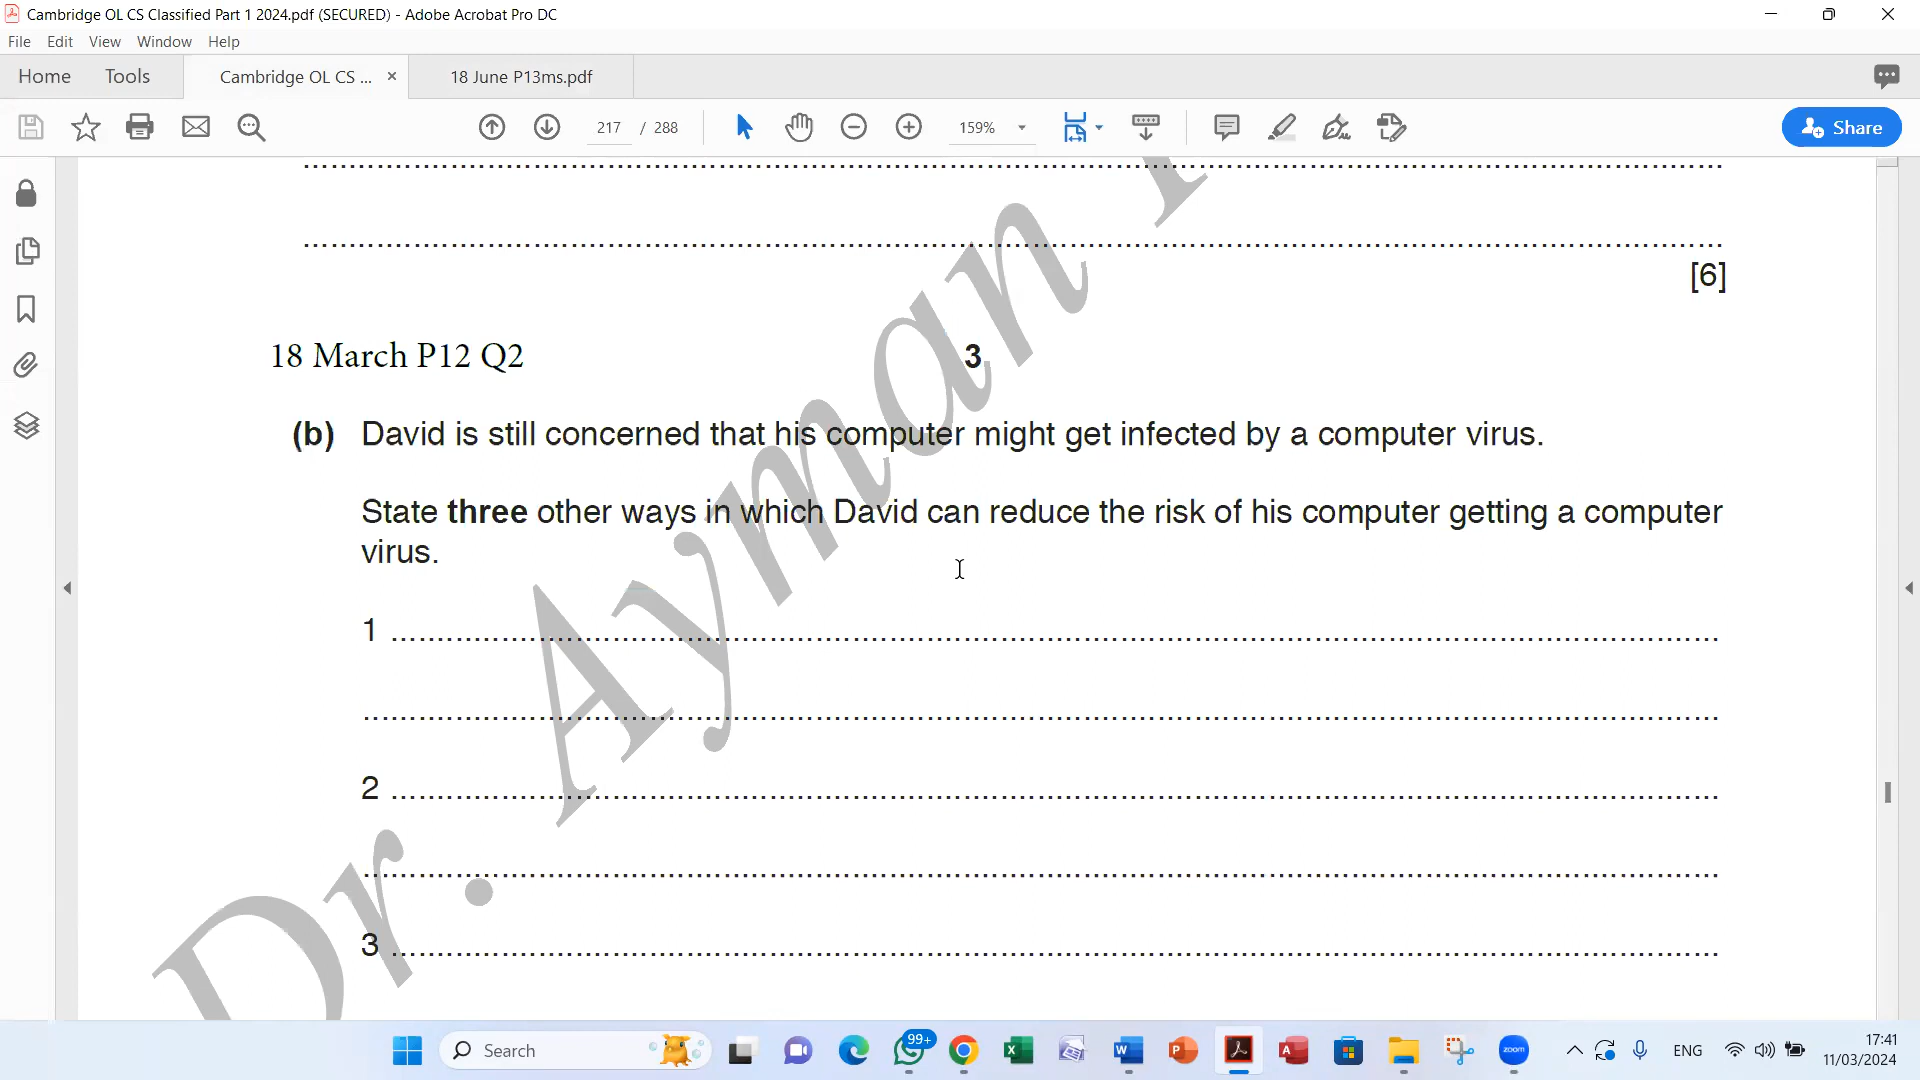 Cambridge OL CS Classified Part 1 2024.pdf (SECURED) - Adobe Acrobat Pro DC
File Edit View Window Help
Home Tools Cambridge OL CS ... × 18 June P13ms.pdf
217 / 288 159% Share
[6]
18 March P12 Q2 3
(b) David is still concerned that his computer might get infected by a computer virus.
State three other ways in which David can reduce the risk of his computer getting a computer
virus.
1
2
3
Dr. Ayman
Search 99+ zoom ENG 17:41
11/03/2024